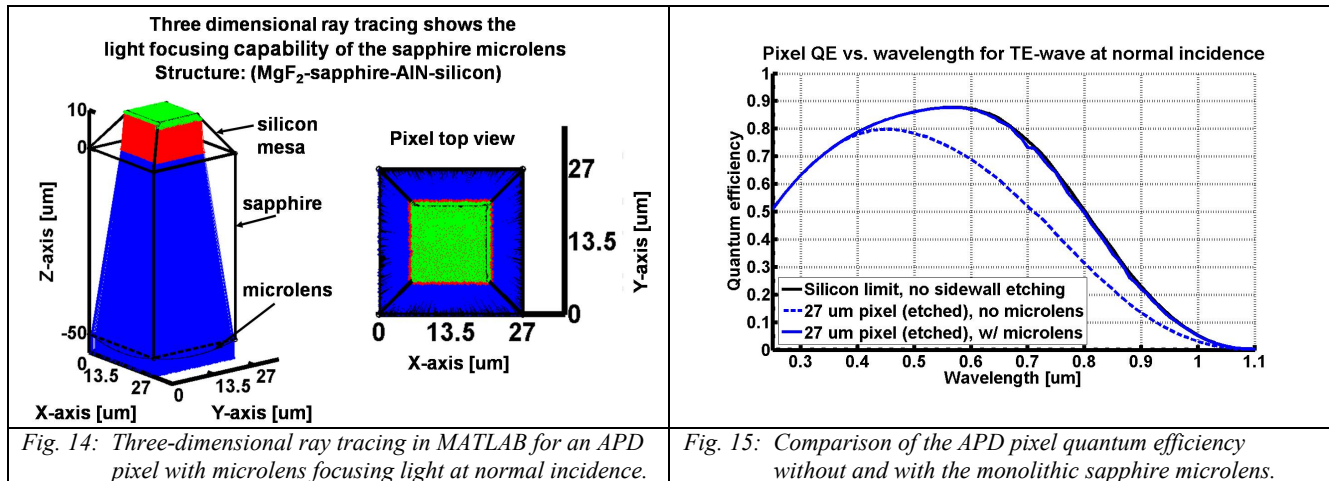 Three dimensional ray tracing shows the
light focusing capability of the sapphire microlens
Structure: (MgF₂-sapphire-AlN-silicon)
10
0
-50
Z-axis [um]
silicon
mesa
sapphire
microlens
0
13.5
27
X-axis [um]
0
13.5
27
Y-axis [um]
Pixel top view
27
13.5
0
Y-axis [um]
0 13.5 27
X-axis [um]
Fig. 14: Three-dimensional ray tracing in MATLAB for an APD
pixel with microlens focusing light at normal incidence.
Pixel QE vs. wavelength for TE-wave at normal incidence
1
0.9
0.8
0.7
0.6
0.5
0.4
0.3
0.2
0.1
0
Quantum efficiency
Silicon limit, no sidewall etching
27 um pixel (etched), no microlens
27 um pixel (etched), w/ microlens
0.3 0.4 0.5 0.6 0.7 0.8 0.9 1 1.1
Wavelength [um]
Fig. 15: Comparison of the APD pixel quantum efficiency
without and with the monolithic sapphire microlens.